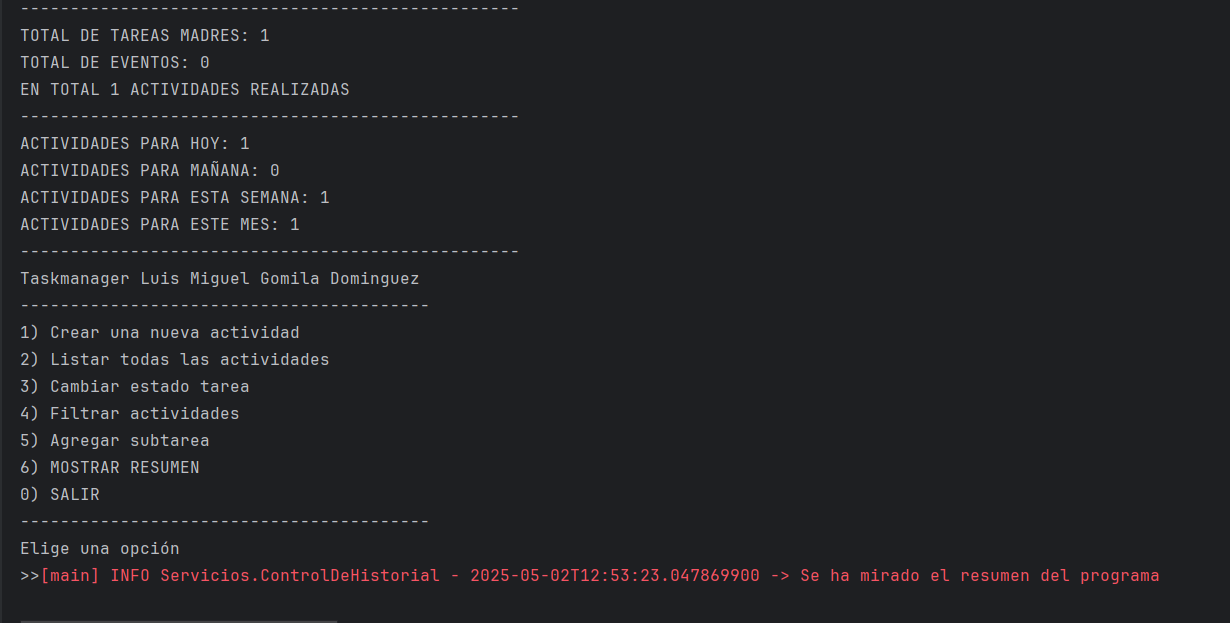 --------------------------------------------------
TOTAL DE TAREAS MADRES: 1
TOTAL DE EVENTOS: 0
EN TOTAL 1 ACTIVIDADES REALIZADAS
--------------------------------------------------
ACTIVIDADES PARA HOY: 1
ACTIVIDADES PARA MAÑANA: 0
ACTIVIDADES PARA ESTA SEMANA: 1
ACTIVIDADES PARA ESTE MES: 1
--------------------------------------------------
Taskmanager Luis Miguel Gomila Dominguez
-----------------------------------------
1) Crear una nueva actividad
2) Listar todas las actividades
3) Cambiar estado tarea
4) Filtrar actividades
5) Agregar subtarea
6) MOSTRAR RESUMEN
0) SALIR
-----------------------------------------
Elige una opción
>>[main] INFO Servicios.ControlDeHistorial - 2025-05-02T12:53:23.047869900 -> Se ha mirado el resumen del programa